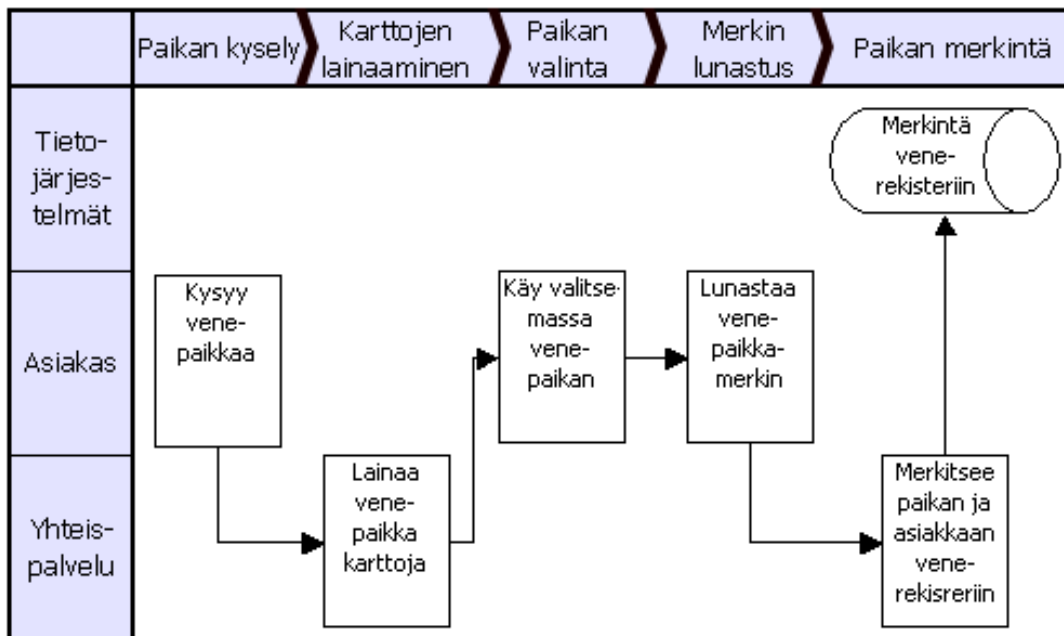 Paikan kysely
Karttojen
lainaaminen
Paikan
valinta
Merkin
lunastus
Paikan merkintä
Tieto-
järjes-
telmät
Merkintä
vene-
rekisteriin
Asiakas
Kysyy
vene-
paikkaa
Käy valitse-
massa
vene-
paikan
Lunastaa
vene-
paikka-
merkin
Yhteis-
palvelu
Lainaa
vene-
paikka
karttoja
Merkitsee
paikan ja
asiakkaan
vene-
rekisreriin